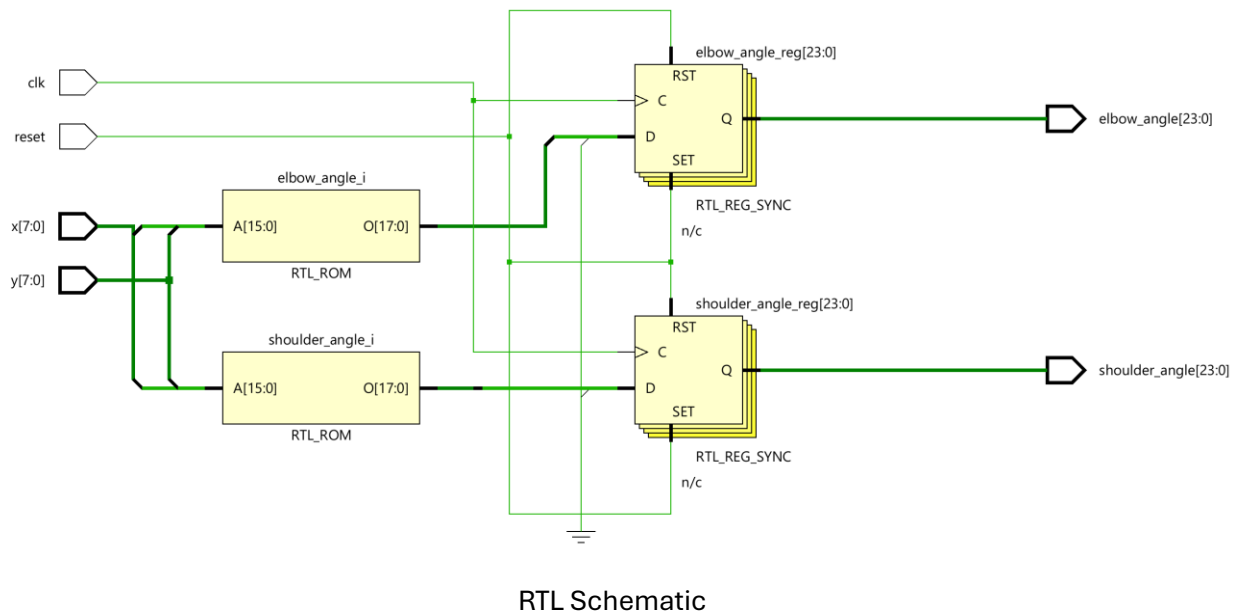 elbow_angle_reg[23:0]
RST
clk
C
Q
elbow_angle[23:0]
reset
D
SET
elbow_angle_i
RTL_REG_SYNC
x[7:0]
A[15:0]
O[17:0]
n/c
RTL_ROM
y[7:0]
shoulder_angle_reg[23:0]
RST
shoulder_angle_i
C
Q
shoulder_angle[23:0]
A[15:0]
O[17:0]
D
SET
RTL_ROM
RTL_REG_SYNC
n/c
RTL Schematic